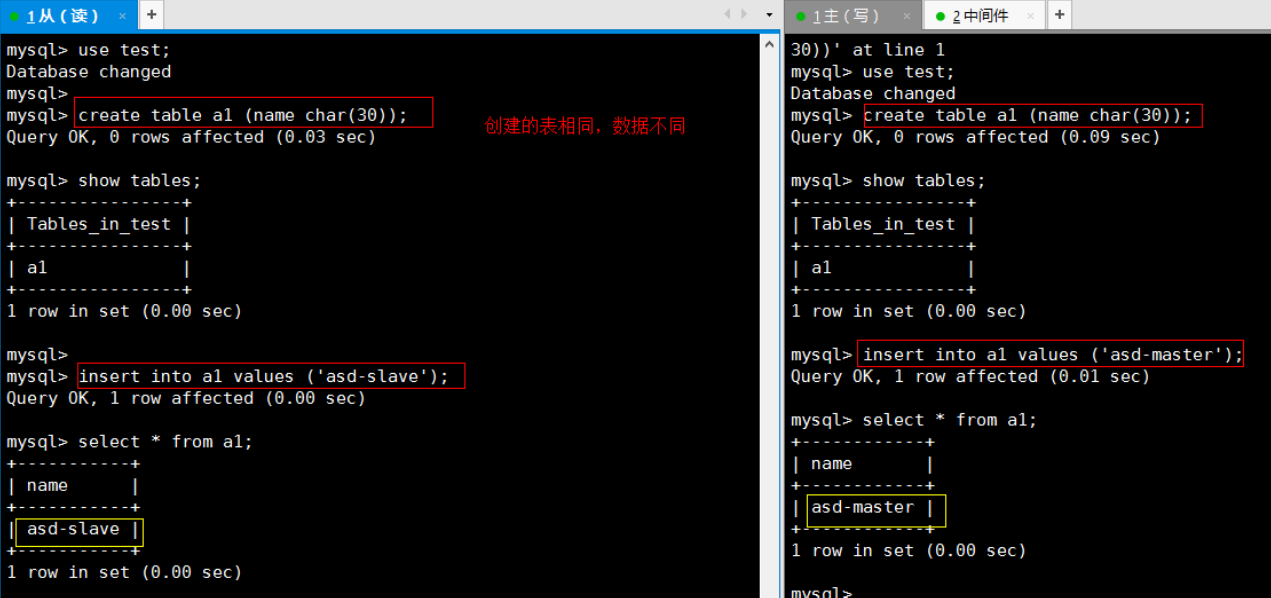 1从（读） × +
mysql> use test;
Database changed
mysql>
mysql> create table a1 (name char(30));
Query OK, 0 rows affected (0.03 sec)
创建的表相同，数据不同
mysql> show tables;
+----------------+
| Tables_in_test |
+----------------+
| a1             |
+----------------+
1 row in set (0.00 sec)
mysql>
mysql> insert into a1 values ('asd-slave');
Query OK, 1 row affected (0.00 sec)
mysql> select * from a1;
+-----------+
| name      |
+-----------+
| asd-slave |
+-----------+
1 row in set (0.00 sec)
1主（写） × 2中间件 × +
30))' at line 1
mysql> use test;
Database changed
mysql> create table a1 (name char(30));
Query OK, 0 rows affected (0.09 sec)
mysql> show tables;
+----------------+
| Tables_in_test |
+----------------+
| a1             |
+----------------+
1 row in set (0.00 sec)
mysql> insert into a1 values ('asd-master');
Query OK, 1 row affected (0.01 sec)
mysql> select * from a1;
+------------+
| name       |
+------------+
| asd-master |
+------------+
1 row in set (0.00 sec)
mysql>